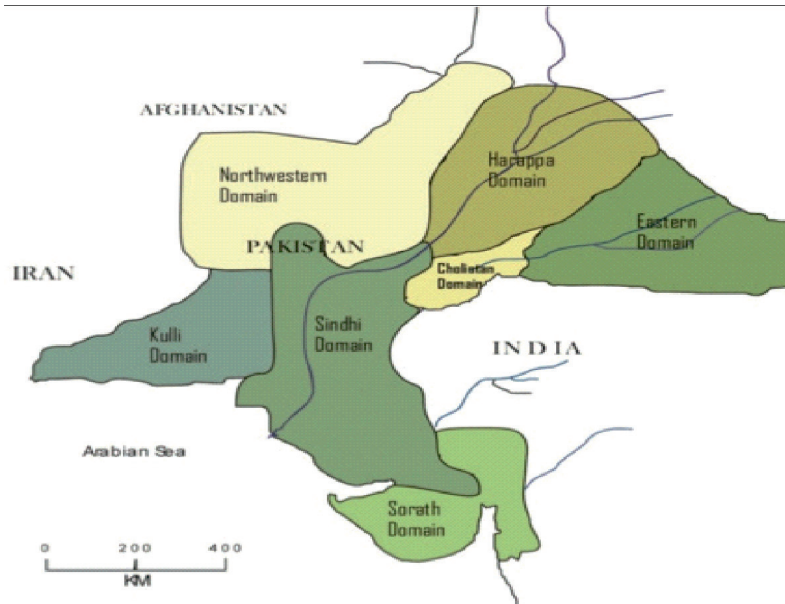 AFGHANISTAN
Harappa
Domain
Northwestern
Domain
Eastern
Domain
PAKISTAN
IRAN
Cholistan
Domain
Kulli
Domain
Sindhi
Domain
INDIA
Arabian Sea
Sorath
Domain
0 200 400
KM